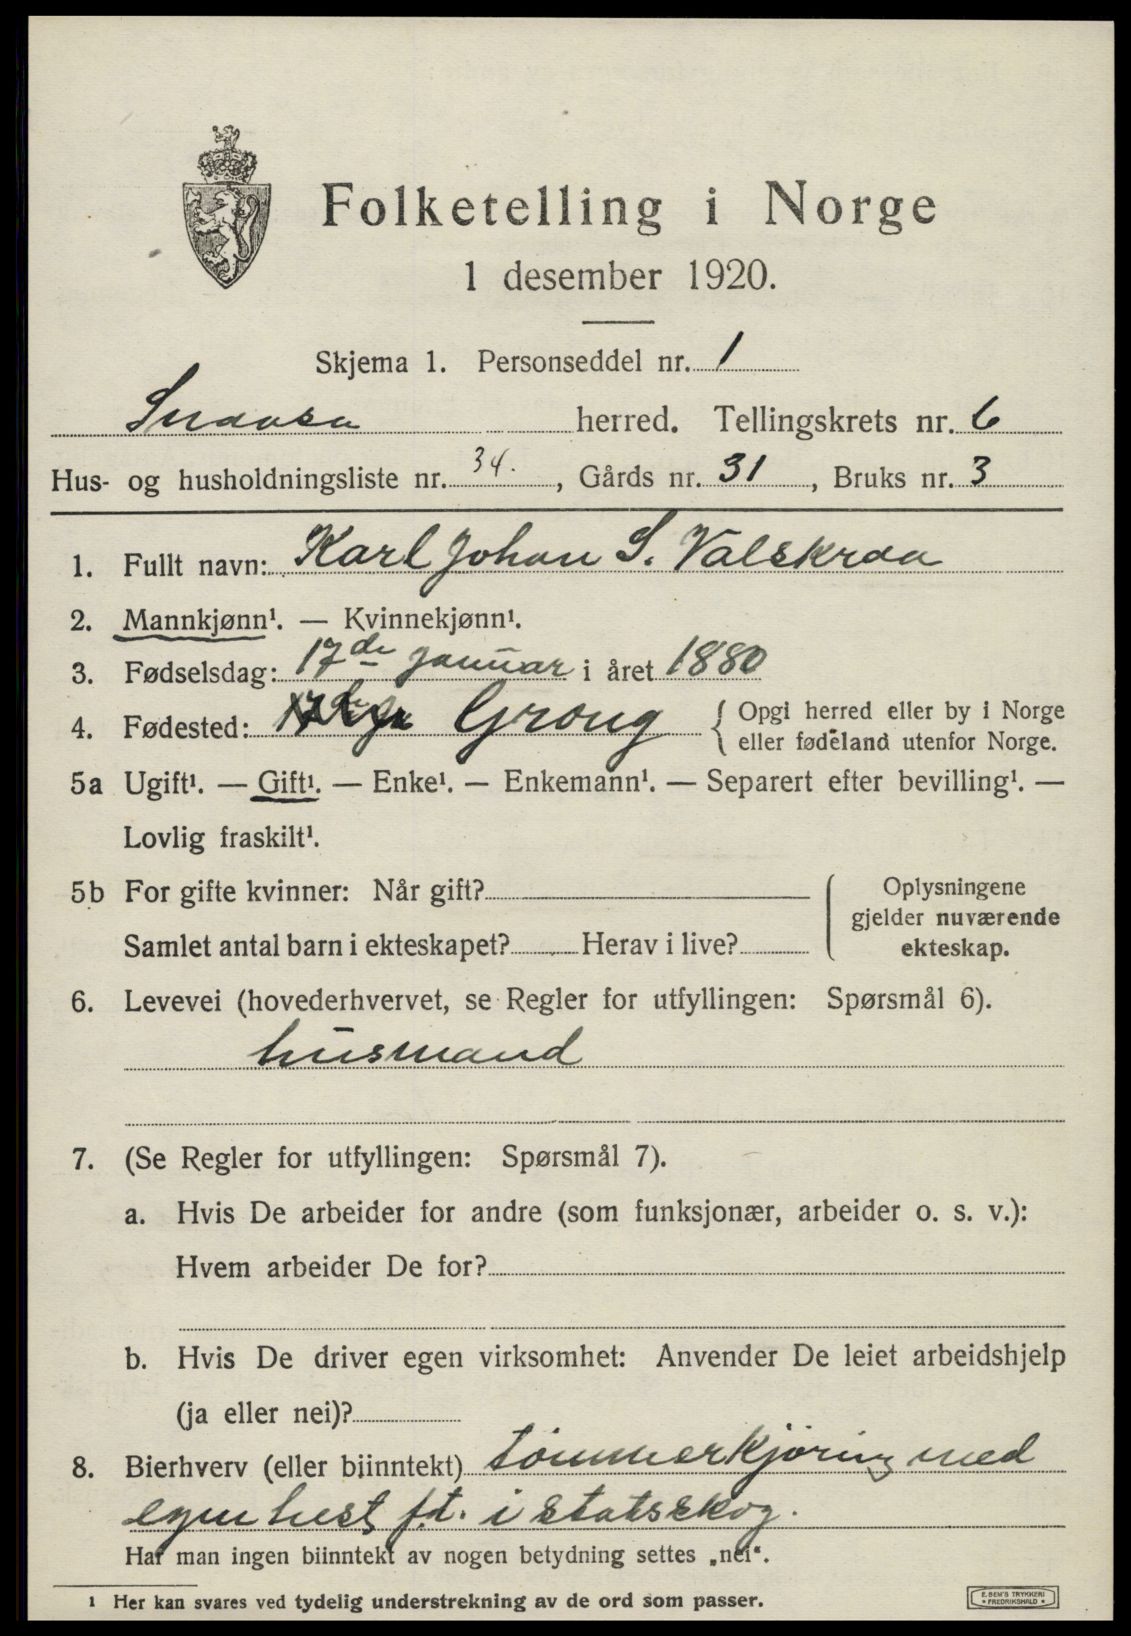 Folketelling i Norge
1 desember 1920.
Skjema 1. Personseddel nr. 1
Snaasa herred. Tellingskrets nr. 6
Hus- og husholdningsliste nr. 34. , Gårds nr. 31 , Bruks nr. 3
1. Fullt navn: Karl Johan S. Valskraa
2. Mannkjønn¹. — Kvinnekjønn¹.
3. Fødselsdag: 17de januar i året 1880
4. Fødested: Grong { Opgi herred eller by i Norge
eller fødeland utenfor Norge.
5a Ugift¹. — Gift¹. — Enke¹. — Enkemann¹. — Separert efter bevilling¹. —
Lovlig fraskilt¹.
5b For gifte kvinner: Når gift?
Samlet antal barn i ekteskapet? Herav i live?
Oplysningene
gjelder nuværende
ekteskap.
6. Levevei (hovederhvervet, se Regler for utfyllingen: Spørsmål 6).
husmand
7. (Se Regler for utfyllingen: Spørsmål 7).
a. Hvis De arbeider for andre (som funksjonær, arbeider o. s. v.):
Hvem arbeider De for?
b. Hvis De driver egen virksomhet: Anvender De leiet arbeidshjelp
(ja eller nei)?
8. Bierhverv (eller biinntekt) tømmerkjøring med
egen hest f.t. i statsskog.
Har man ingen biinntekt av nogen betydning settes „nei“.
¹ Her kan svares ved tydelig understrekning av de ord som passer.
E. SEM'S TRYKKERI
• FREDRIKSHALD •